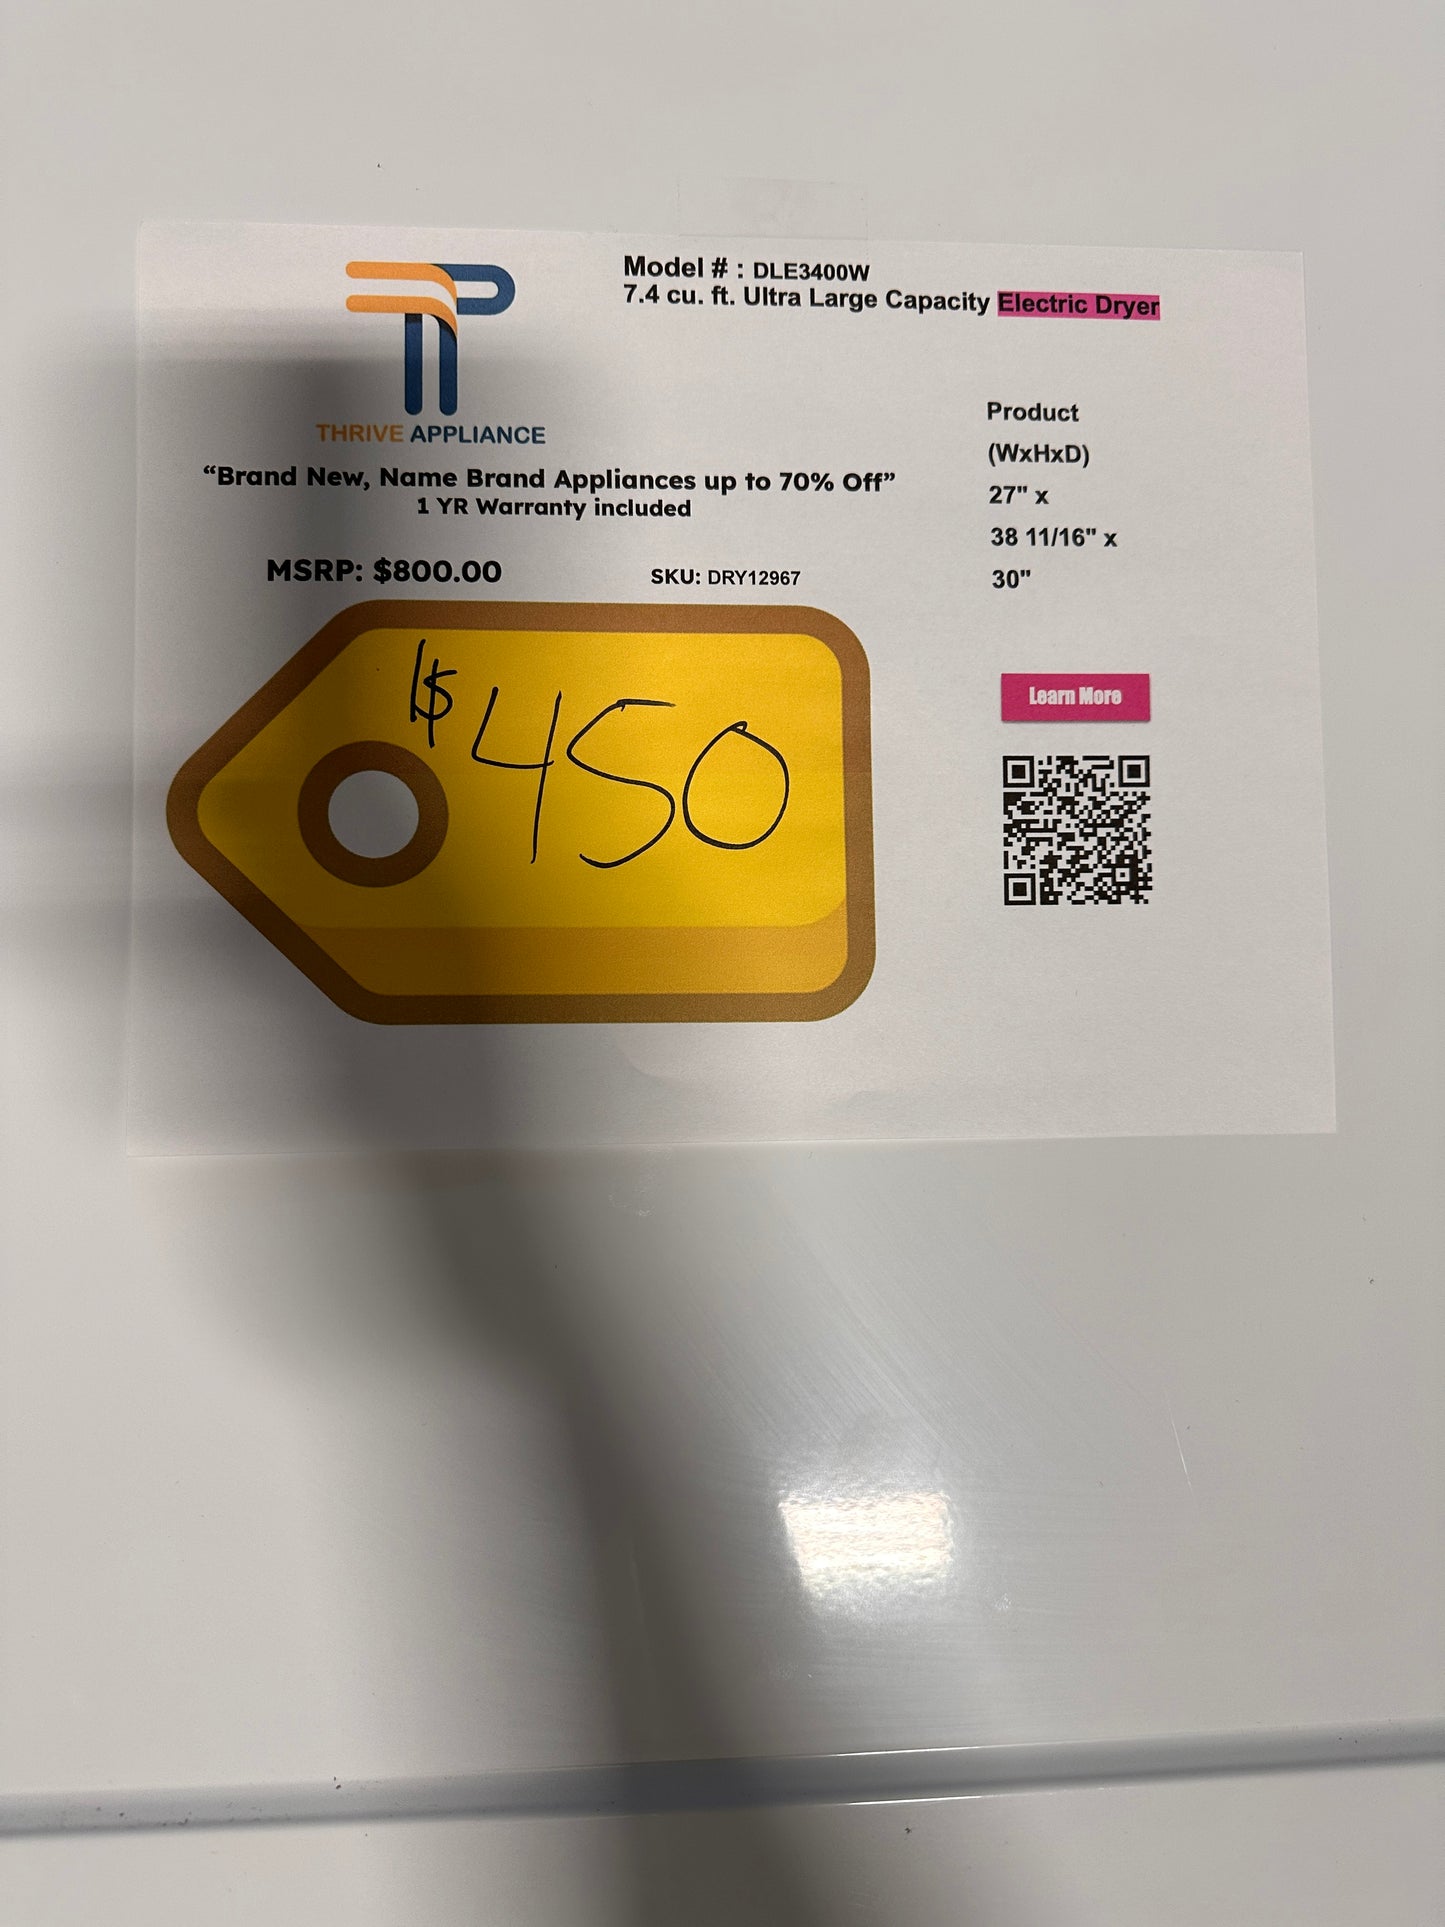 Model # : DLE3400W
7.4 cu. ft. Ultra Large Capacity Electric Dryer
THRIVE APPLIANCE
“Brand New, Name Brand Appliances up to 70% Off”
1 YR Warranty included
MSRP: $800.00
SKU: DRY12967
$450
Product
(WxHxD)
27" x
38 11/16" x
30"
Learn More